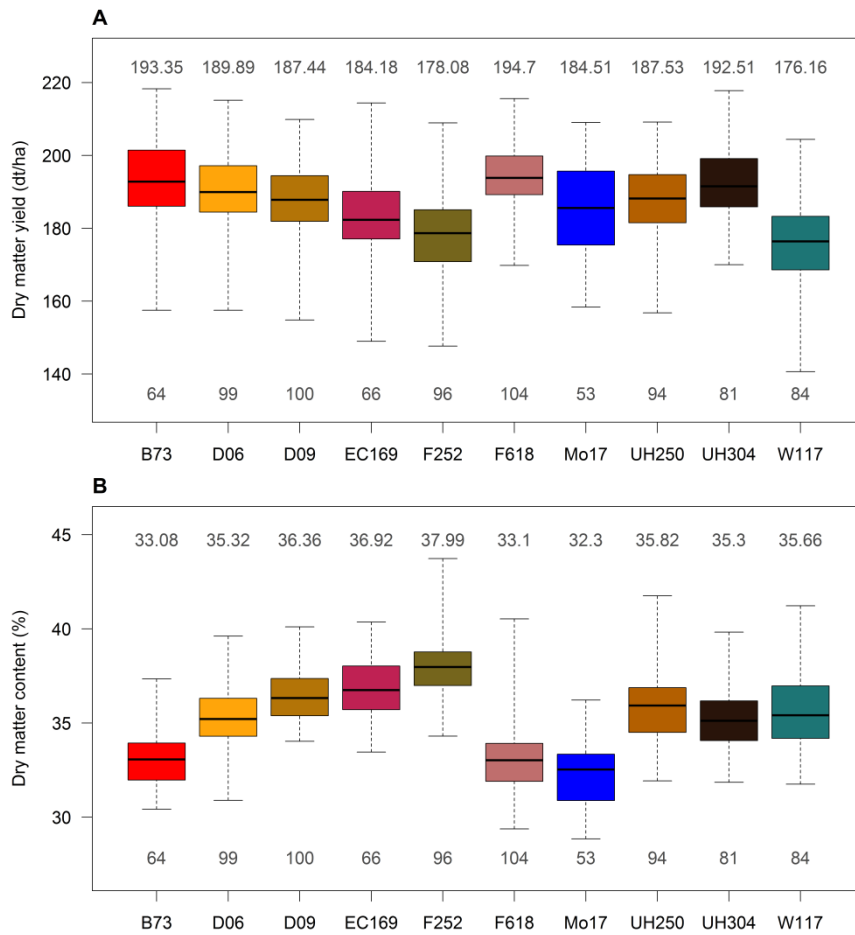 A
193.35 189.89 187.44 184.18 178.08 194.7 184.51 187.53 192.51 176.16
220
200
180
160
140
Dry matter yield (dt/ha)
64 99 100 66 96 104 53 94 81 84
B73 D06 D09 EC169 F252 F618 Mo17 UH250 UH304 W117
B
33.08 35.32 36.36 36.92 37.99 33.1 32.3 35.82 35.3 35.66
45
40
35
30
Dry matter content (%)
64 99 100 66 96 104 53 94 81 84
B73 D06 D09 EC169 F252 F618 Mo17 UH250 UH304 W117